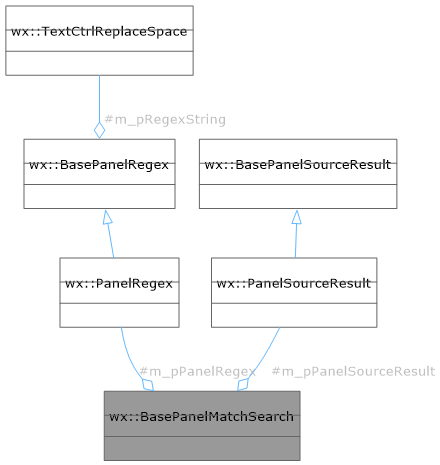 wx::TextCtrlReplaceSpace
#m_pRegexString
wx::BasePanelRegex
wx::BasePanelSourceResult
wx::PanelRegex
wx::PanelSourceResult
#m_pPanelRegex
#m_pPanelSourceResult
wx::BasePanelMatchSearch